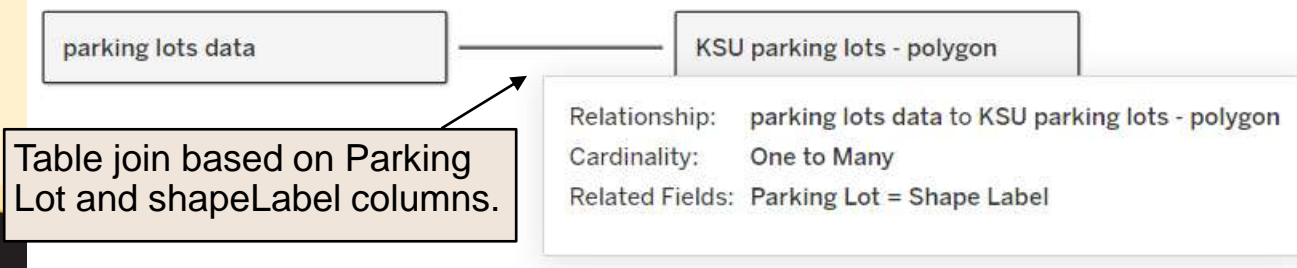 parking lots data
KSU parking lots - polygon
Relationship: parking lots data to KSU parking lots - polygon
Cardinality: One to Many
Related Fields: Parking Lot = Shape Label
Table join based on Parking
Lot and shapeLabel columns.